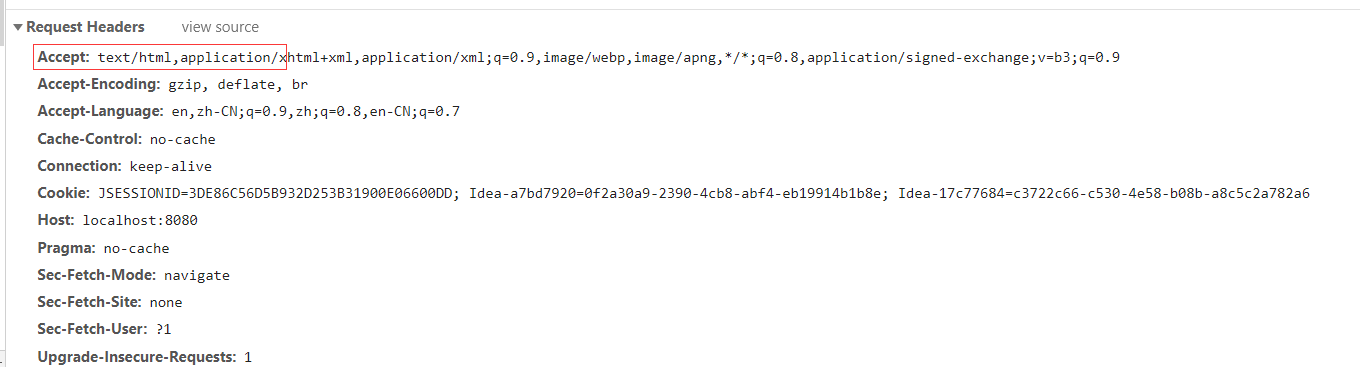 Request Headers view source
Accept: text/html,application/xhtml+xml,application/xml;q=0.9,image/webp,image/apng,*/*;q=0.8,application/signed-exchange;v=b3;q=0.9
Accept-Encoding: gzip, deflate, br
Accept-Language: en,zh-CN;q=0.9,zh;q=0.8,en-CN;q=0.7
Cache-Control: no-cache
Connection: keep-alive
Cookie: JSESSIONID=3DE86C56D5B932D253B31900E06600DD; Idea-a7bd7920=0f2a30a9-2390-4cb8-abf4-eb19914b1b8e; Idea-17c77684=c3722c66-c530-4e58-b08b-a8c5c2a782a6
Host: localhost:8080
Pragma: no-cache
Sec-Fetch-Mode: navigate
Sec-Fetch-Site: none
Sec-Fetch-User: ?1
Upgrade-Insecure-Requests: 1